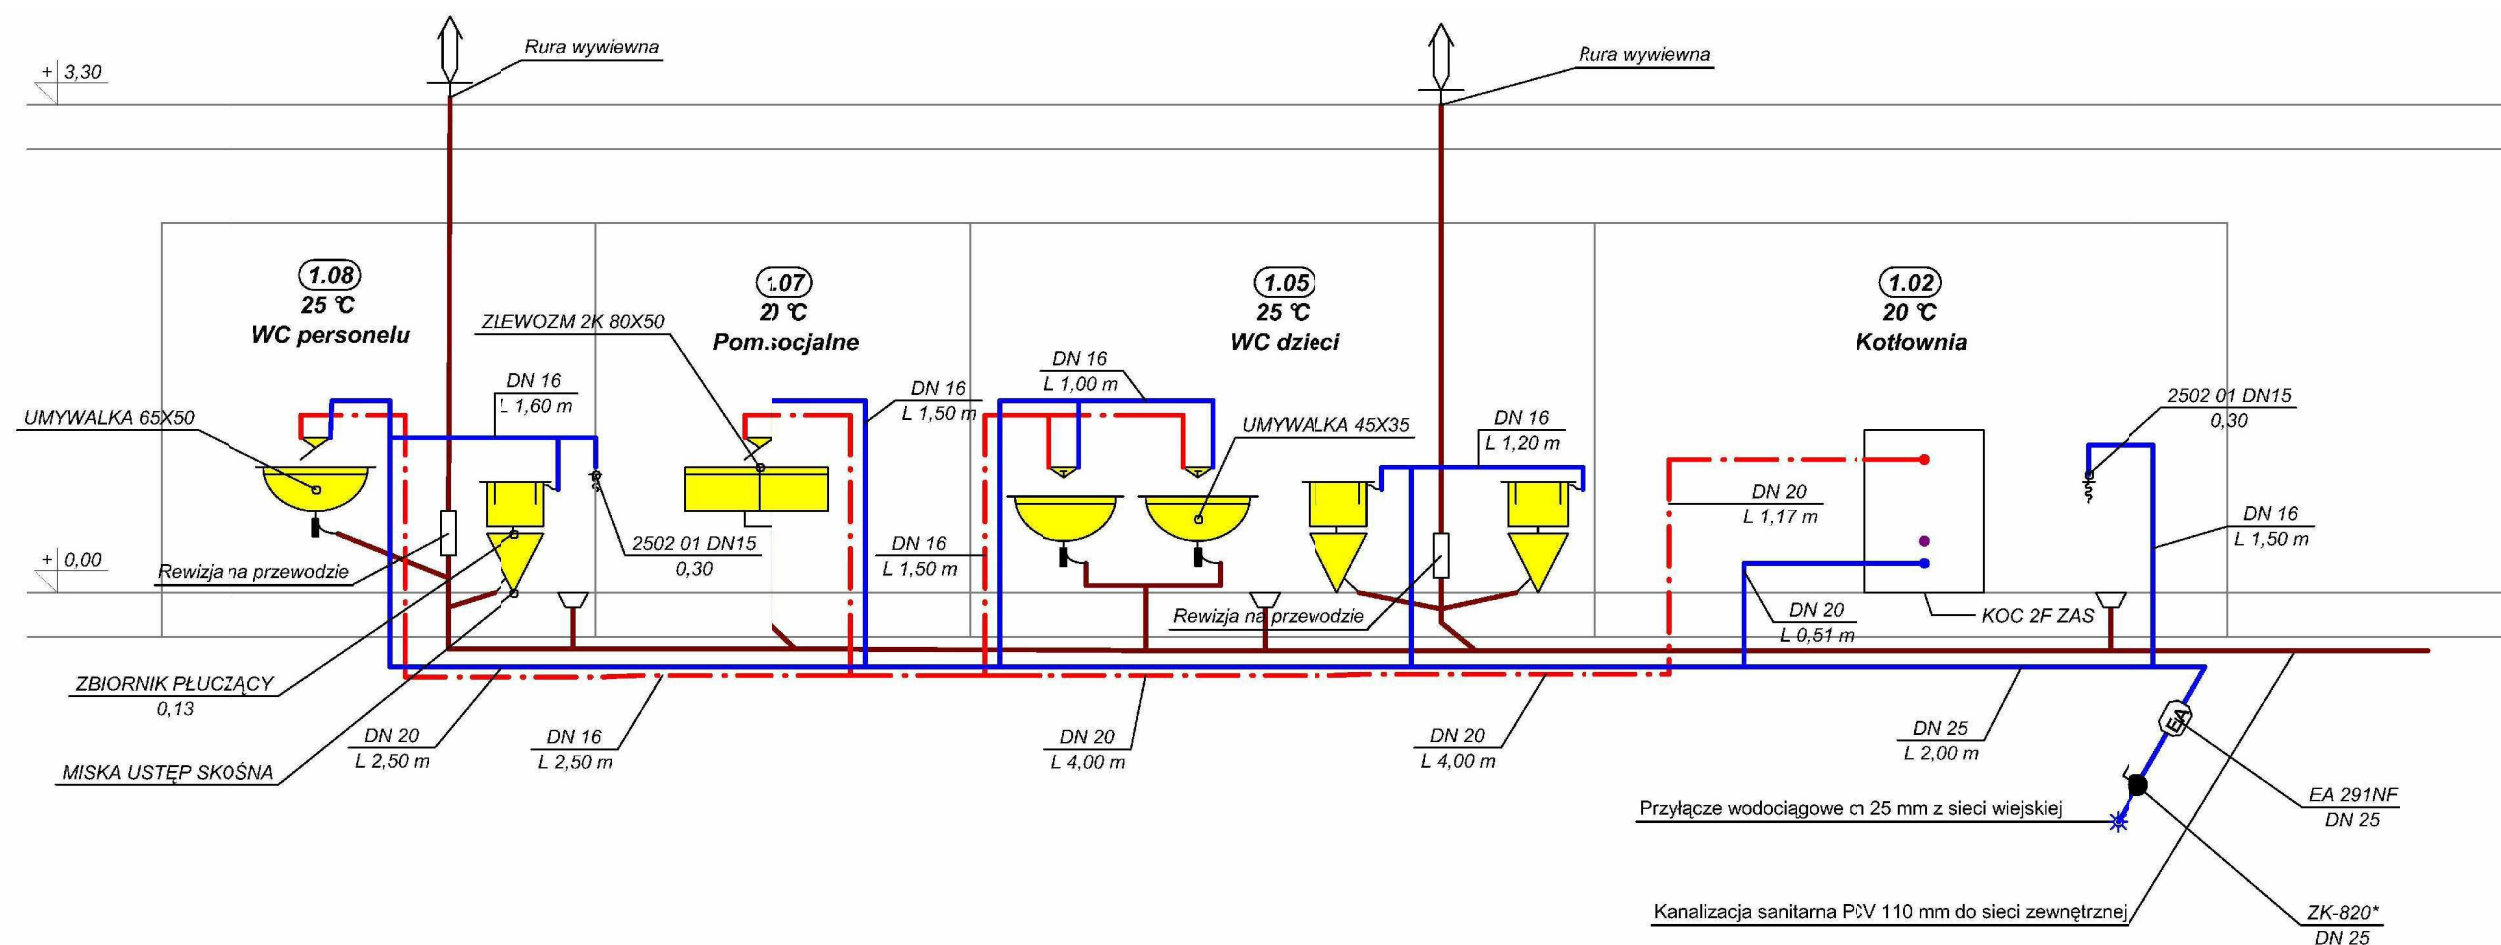 Rura wywiewna
Rura wywiewna
+ 3,30
1.08
25 °C
WC personelu
1.07
20 °C
Pom.socjalne
1.05
25 °C
WC dzieci
1.02
20 °C
Kotłownia
ZLEWOZM 2K 80X50
DN 16
L 1,60 m
UMYWALKA 65X50
DN 16
L 1,50 m
DN 16
L 1,00 m
UMYWALKA 45X35
DN 16
L 1,20 m
2502 01 DN15
0,30
DN 20
L 1,17 m
DN 16
L 1,50 m
+ 0,00
Rewizja na przewodzie
2502 01 DN15
0,30
DN 16
L 1,50 m
Rewizja na przewodzie
DN 20
L 0,51 m
KOC 2F ZAS
ZBIORNIK PŁUCZĄCY
0,13
MISKA USTĘP SKOŚNA
DN 20
L 2,50 m
DN 16
L 2,50 m
DN 20
L 4,00 m
DN 20
L 4,00 m
DN 25
L 2,00 m
EA
EA 291NF
DN 25
Przyłącze wodociągowe 25 mm z sieci wiejskiej
Kanalizacja sanitarna PCV 110 mm do sieci zewnętrznej
ZK-820*
DN 25